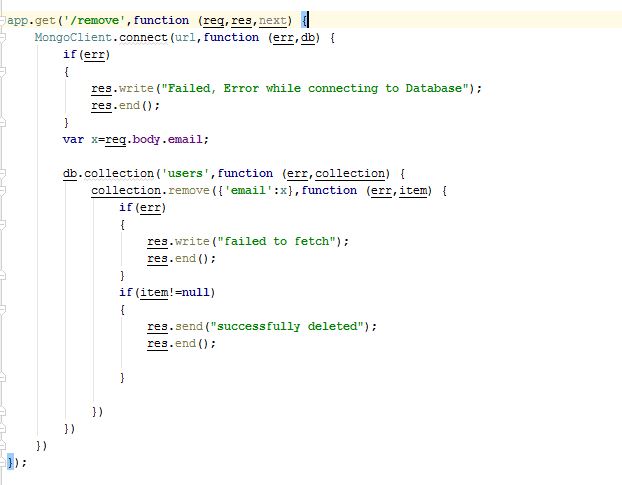 app.get('/remove',function (req,res,next) {
MongoClient.connect(url,function (err,db) {
if(err)
{
res.write("Failed, Error while connecting to Database");
res.end();
}
var x=req.body.email;
db.collection('users',function (err,collection) {
collection.remove({'email':x},function (err,item) {
if(err)
{
res.write("failed to fetch");
res.end();
}
if(item!=null)
{
res.send("successfully deleted");
res.end();
}
})
})
})
});